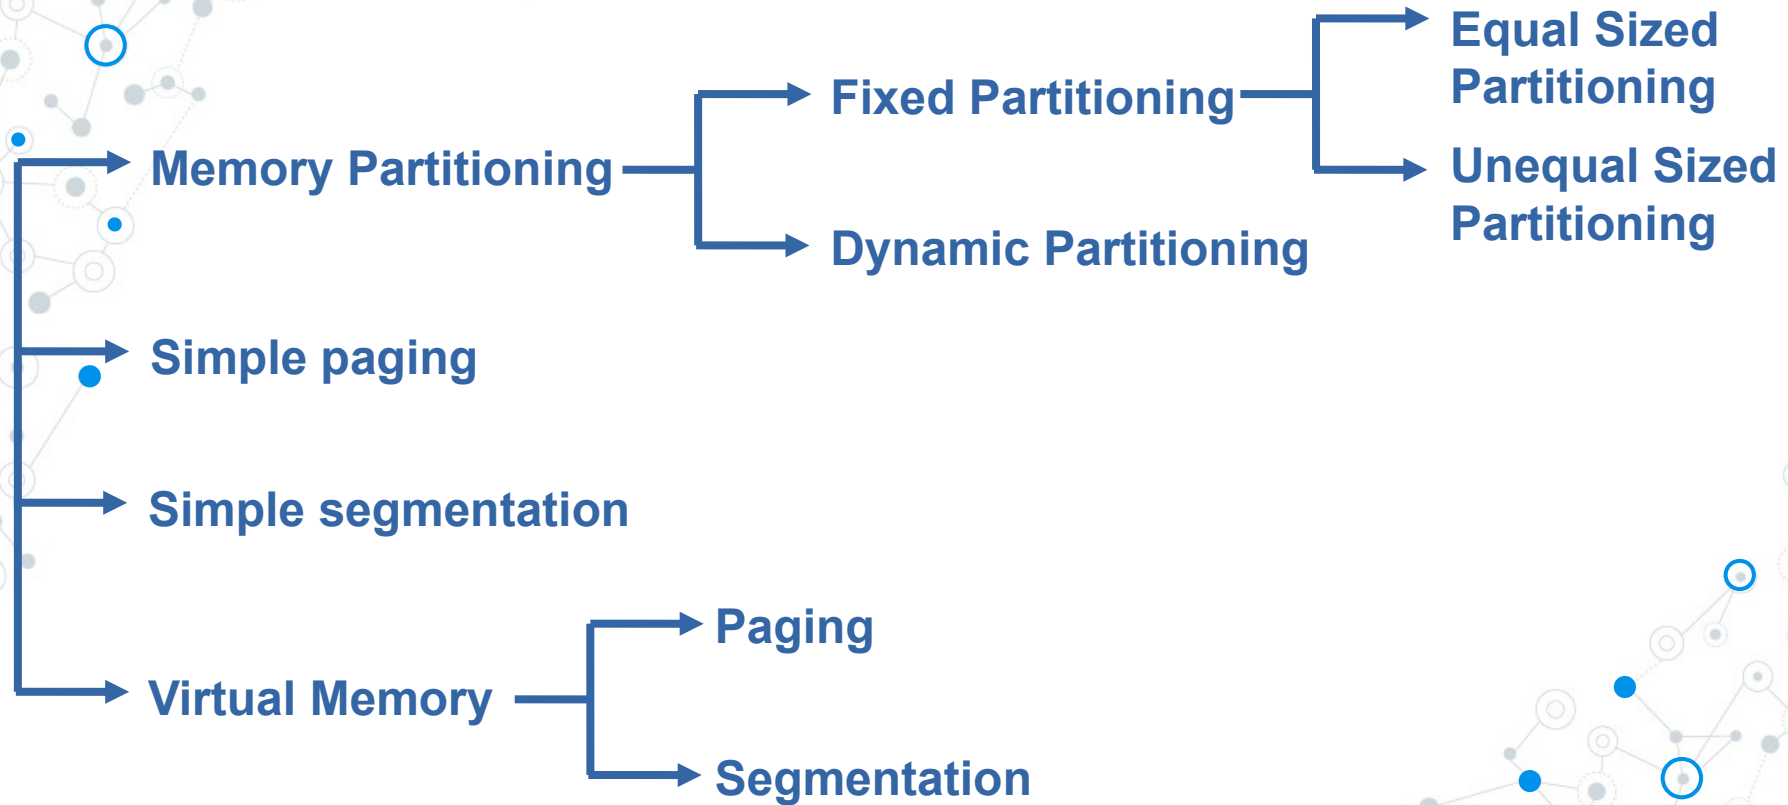 Equal Sized
Partitioning
Fixed Partitioning
Memory Partitioning
Unequal Sized
Partitioning
Dynamic Partitioning
Simple paging
Simple segmentation
Paging
Virtual Memory
Segmentation